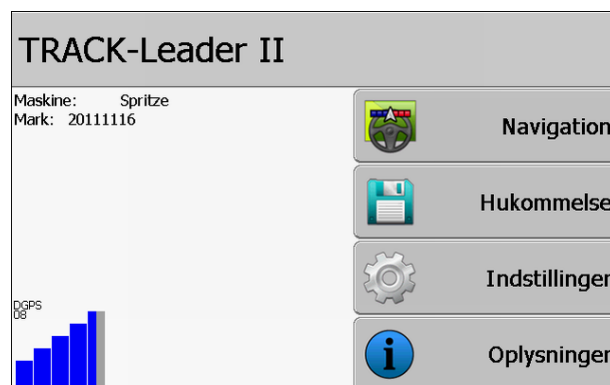 TRACK-Leader II
Maskine: Spritze
Mark: 20111116
Navigation
Hukommelse
Indstillinger
Oplysninger
DGPS
08